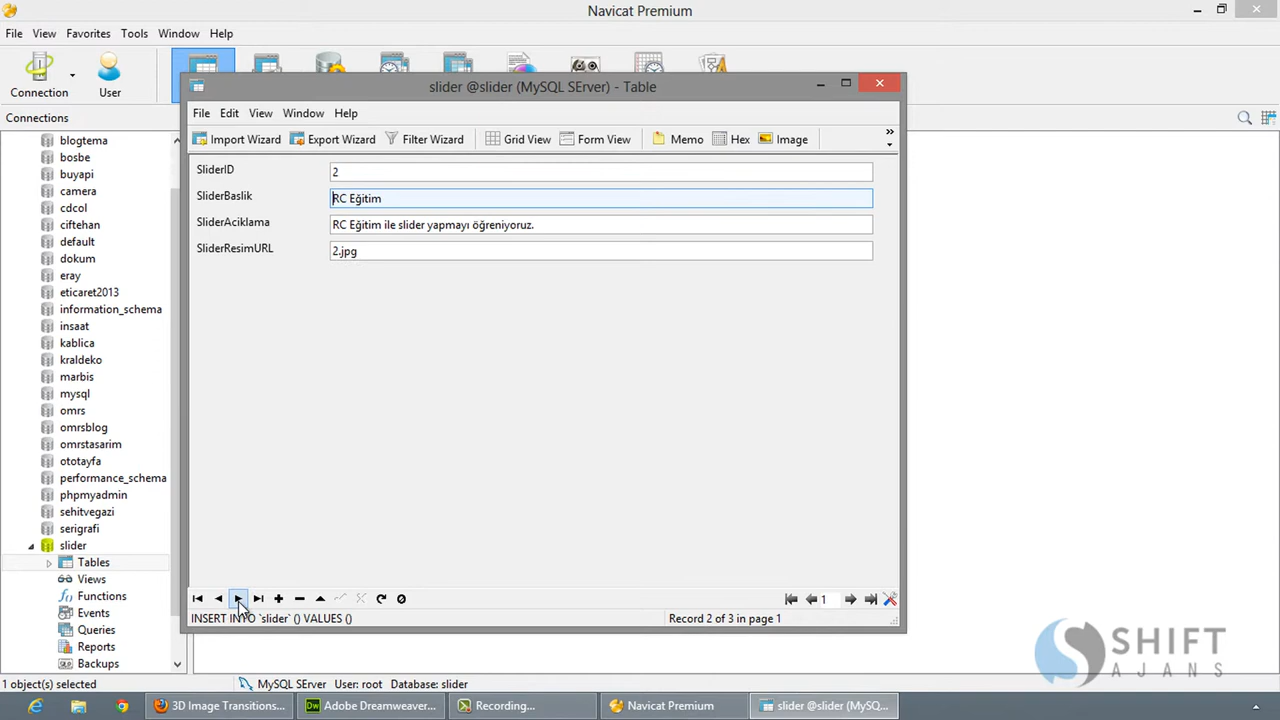 Navicat Premium
File View Favorites Tools Window Help
Connection User
Connections
slider @slider (MySQL SErver) - Table
File Edit View Window Help
Import Wizard Export Wizard Filter Wizard Grid View Form View Memo Hex Image
SliderID 2
SliderBaslik RC Eğitim
SliderAciklama RC Eğitim ile slider yapmayı öğreniyoruz.
SliderResimURL 2.jpg
blogtema
bosbe
buyapi
camera
cdcol
ciftehan
default
dokum
eray
eticaret2013
information_schema
insaat
kablica
kraldeko
marbis
mysql
omrs
omrsblog
omrstasarim
ototayfa
performance_schema
phpmyadmin
sehitvegazi
serigrafi
slider
Tables
Views
Functions
Events
Queries
Reports
Backups
1
INSERT INTO `slider` () VALUES () Record 2 of 3 in page 1
SHIFT
AJANS
1 object(s) selected MySQL SErver User: root Database: slider
3D Image Transitions... Adobe Dreamweaver... Recording... Navicat Premium slider @slider (MySQ...